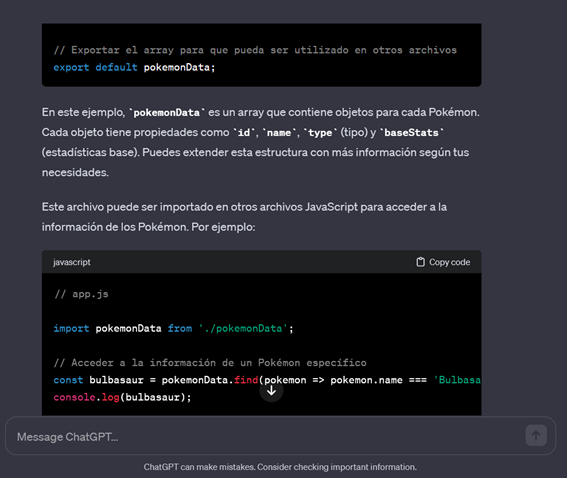 // Exportar el array para que pueda ser utilizado en otros archivos
export default pokemonData;
En este ejemplo, `pokemonData` es un array que contiene objetos para cada Pokémon.
Cada objeto tiene propiedades como `id`, `name`, `type` (tipo) y `baseStats`
(estadísticas base). Puedes extender esta estructura con más información según tus
necesidades.
Este archivo puede ser importado en otros archivos JavaScript para acceder a la
información de los Pokémon. Por ejemplo:
javascript Copy code
// app.js
import pokemonData from './pokemonData';
// Acceder a la información de un Pokémon específico
const bulbasaur = pokemonData.find(pokemon => pokemon.name === 'Bulbasa
console.log(bulbasaur);
Message ChatGPT...
ChatGPT can make mistakes. Consider checking important information.